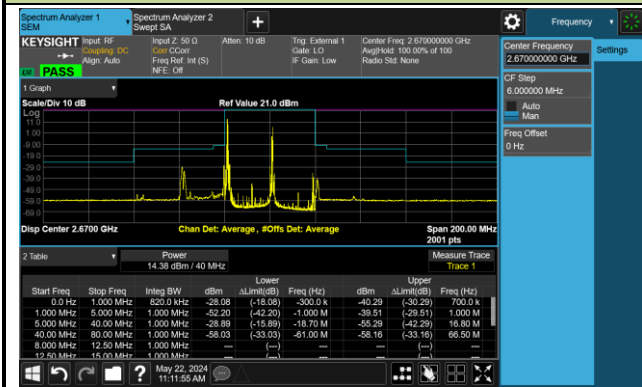 Spectrum Analyzer 1
SEM
Spectrum Analyzer 2
Swept SA
Frequency
KEYSIGHT
Input: RF
Coupling: DC
Align: Auto
Input Z: 50 Ω
Corr CCorr
Freq Ref: Int (S)
NFE: Off
Atten: 10 dB
Trig: External 1
Gate: LO
IF Gain: Low
Center Freq: 2.670000000 GHz
Avg|Hold: 100.00% of 100
Radio Std: None
PASS
Center Frequency
2.670000000 GHz
Settings
CF Step
6.000000 MHz
Auto
Man
Freq Offset
0 Hz
1 Graph
Scale/Div 10 dB
Ref Value 21.0 dBm
Log
11.0
1.00
-9.00
-19.0
-29.0
-39.0
-49.0
-59.0
-69.0
Disp Center 2.6700 GHz
Chan Det: Average , #Offs Det: Average
Span 200.00 MHz
2001 pts
2 Table
Power
14.38 dBm / 40 MHz
Measure Trace
Trace 1
Lower Upper
Start Freq Stop Freq Integ BW dBm ΔLimit(dB) Freq (Hz) dBm ΔLimit(dB) Freq (Hz)
0.0 Hz 1.000 MHz 820.0 kHz -28.08 (-18.08) -300.0 k -40.29 (-30.29) 700.0 k
1.000 MHz 5.000 MHz 1.000 MHz -52.20 (-42.20) -1.000 M -39.51 (-29.51) 1.000 M
5.000 MHz 40.00 MHz 1.000 MHz -28.89 (-15.89) -18.70 M -55.29 (-42.29) 16.80 M
40.00 MHz 80.00 MHz 1.000 MHz -58.03 (-33.03) -61.00 M -58.16 (-33.16) 66.50 M
8.000 MHz 12.50 MHz 1.000 MHz --- (---) --- --- (---) ---
12.50 MHz 15.00 MHz 1.000 MHz --- (---) --- --- (---) ---
May 22, 2024
11:11:55 AM